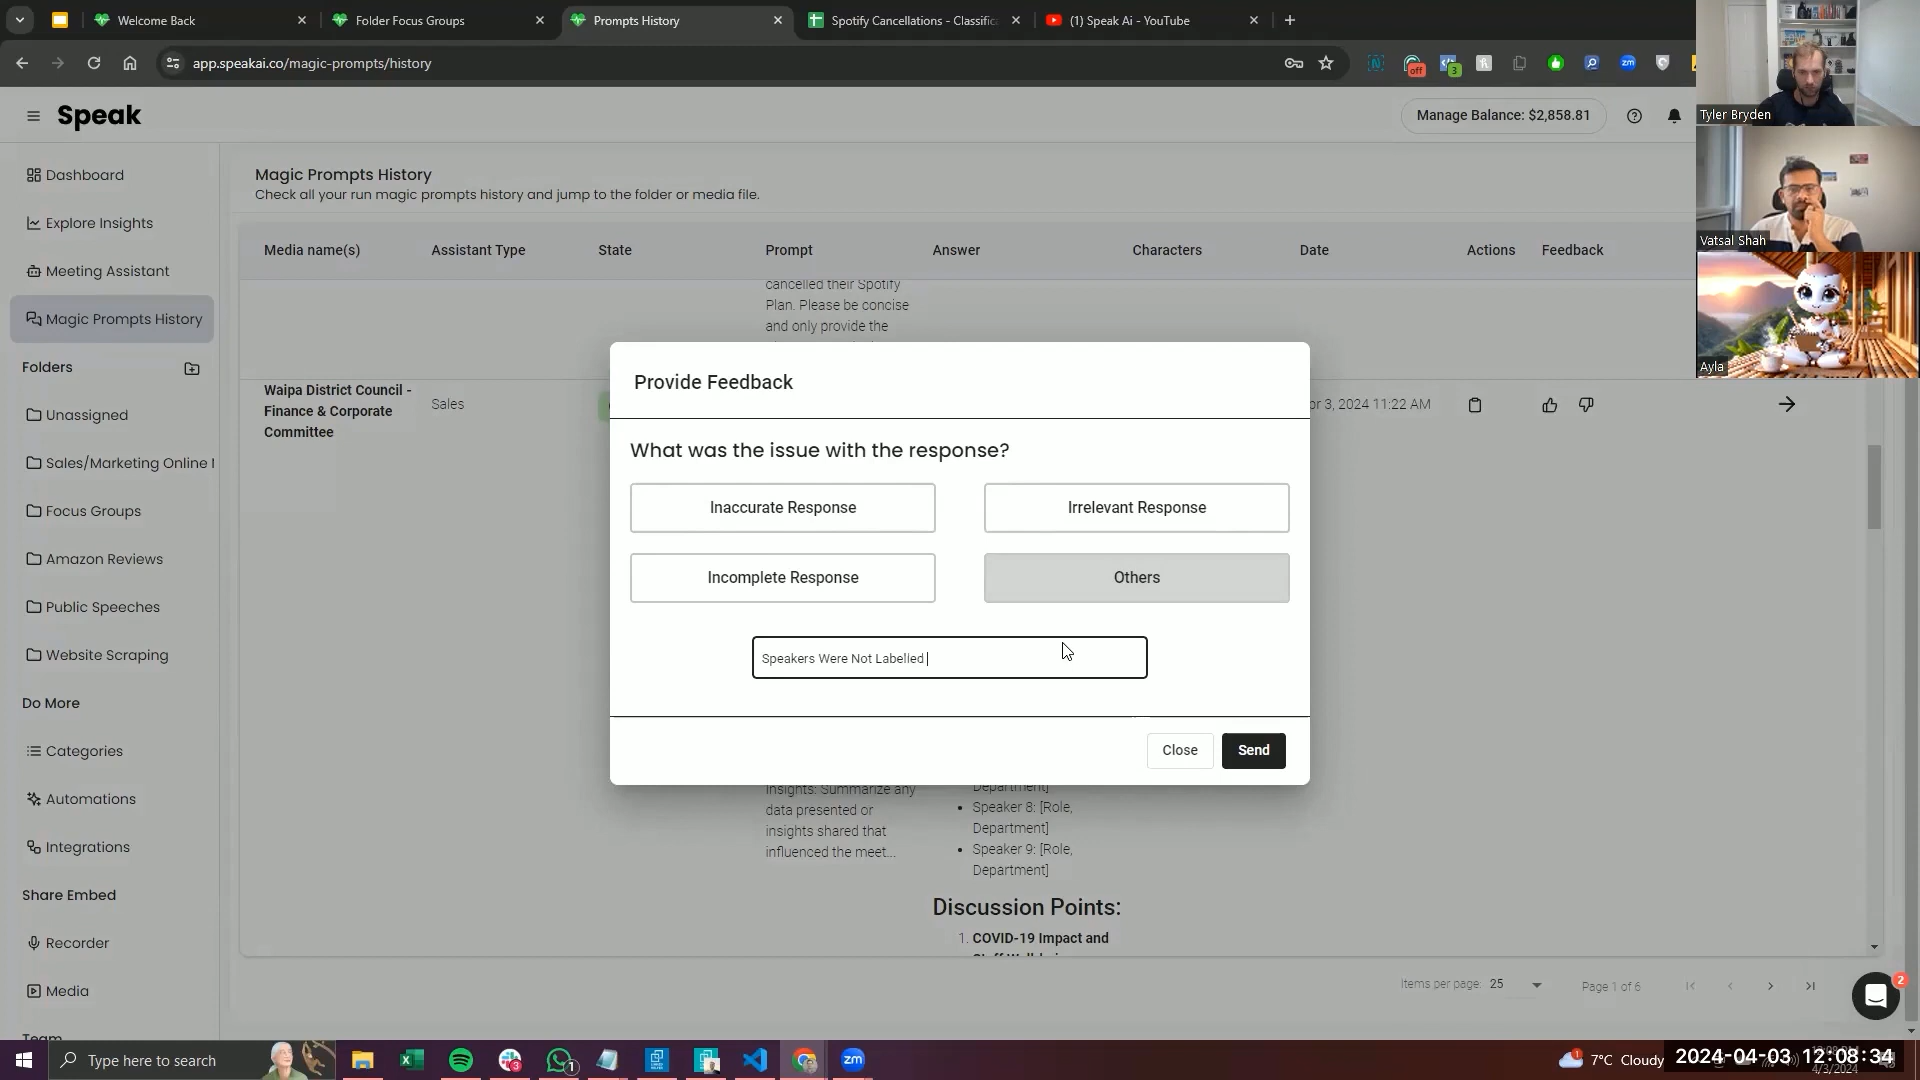 Welcome Back
Folder Focus Groups
Prompts History
Spotify Cancellations - Classific
(1) Speak Ai - YouTube
app.speakai.co/magic-prompts/history
off
3
zm
Tyler Bryden
Speak
Manage Balance: $2,858.81
Dashboard
Explore Insights
Meeting Assistant
Magic Prompts History
Folders
Unassigned
Sales/Marketing Online
Focus Groups
Amazon Reviews
Public Speeches
Website Scraping
Do More
Categories
Automations
Integrations
Share Embed
Recorder
Media
Team
Magic Prompts History
Check all your run magic prompts history and jump to the folder or media file.
Media name(s)
Assistant Type
State
Prompt
Answer
Characters
Date
Actions
Feedback
Vatsal Shah
Ayla
cancelled their Spotify
Plan. Please be concise
and only provide the
Waipa District Council -
Finance & Corporate
Committee
Sales
pr 3, 2024 11:22 AM
Provide Feedback
What was the issue with the response?
Inaccurate Response
Irrelevant Response
Incomplete Response
Others
Speakers Were Not Labelled
Close
Send
Insights: Summarize any
data presented or
insights shared that
influenced the meet...
Department]
Speaker 8: [Role,
Department]
Speaker 9: [Role,
Department]
Discussion Points:
1. COVID-19 Impact and
Items per page: 25
Page 1 of 6
2
Type here to search
3
1
zm
1
7°C Cloudy
2024-04-03 12:08:34
4/3/2024